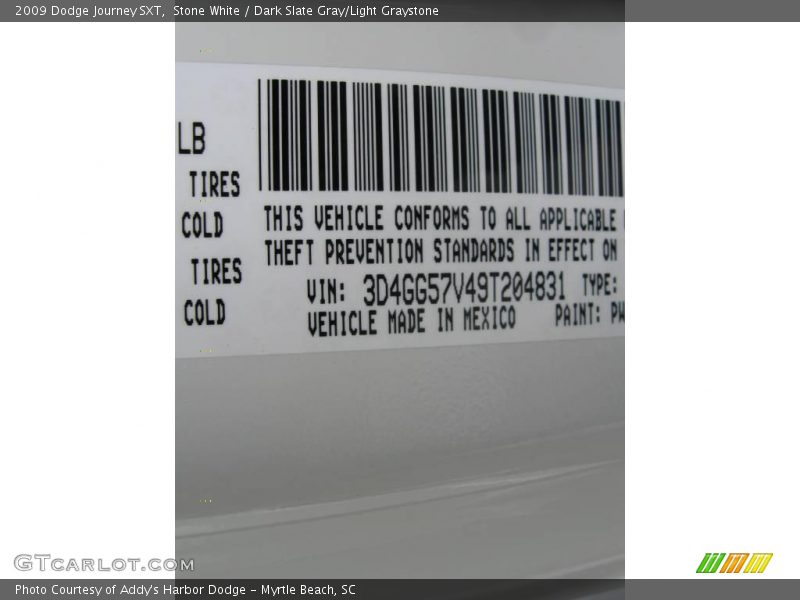 2009 Dodge Journey SXT, Stone White / Dark Slate Gray/Light Graystone
LB
TIRES
COLD
TIRES
COLD
THIS VEHICLE CONFORMS TO ALL APPLICABLE
THEFT PREVENTION STANDARDS IN EFFECT ON
VIN: 3D4GG57V49T204831 TYPE:
VEHICLE MADE IN MEXICO PAINT: PW
GTCARLOT.COM
Photo Courtesy of Addy's Harbor Dodge - Myrtle Beach, SC